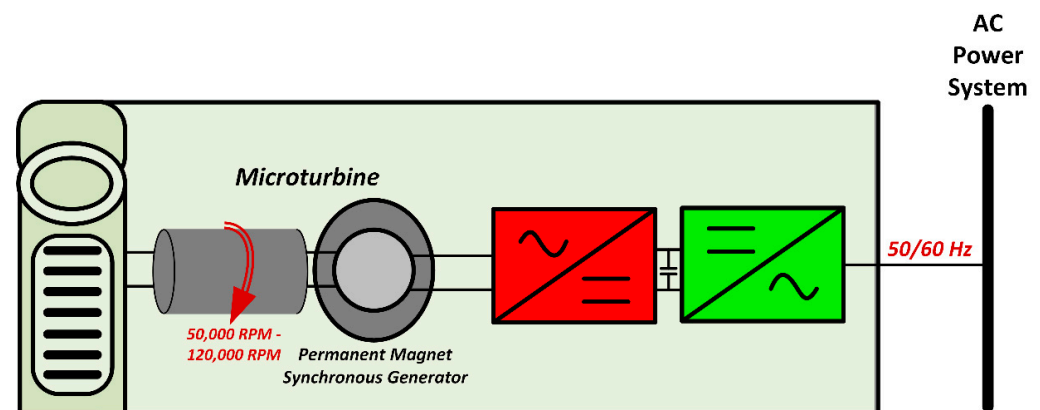 AC
Power
System
Microturbine
50/60 Hz
50,000 RPM -
120,000 RPM
Permanent Magnet
Synchronous Generator